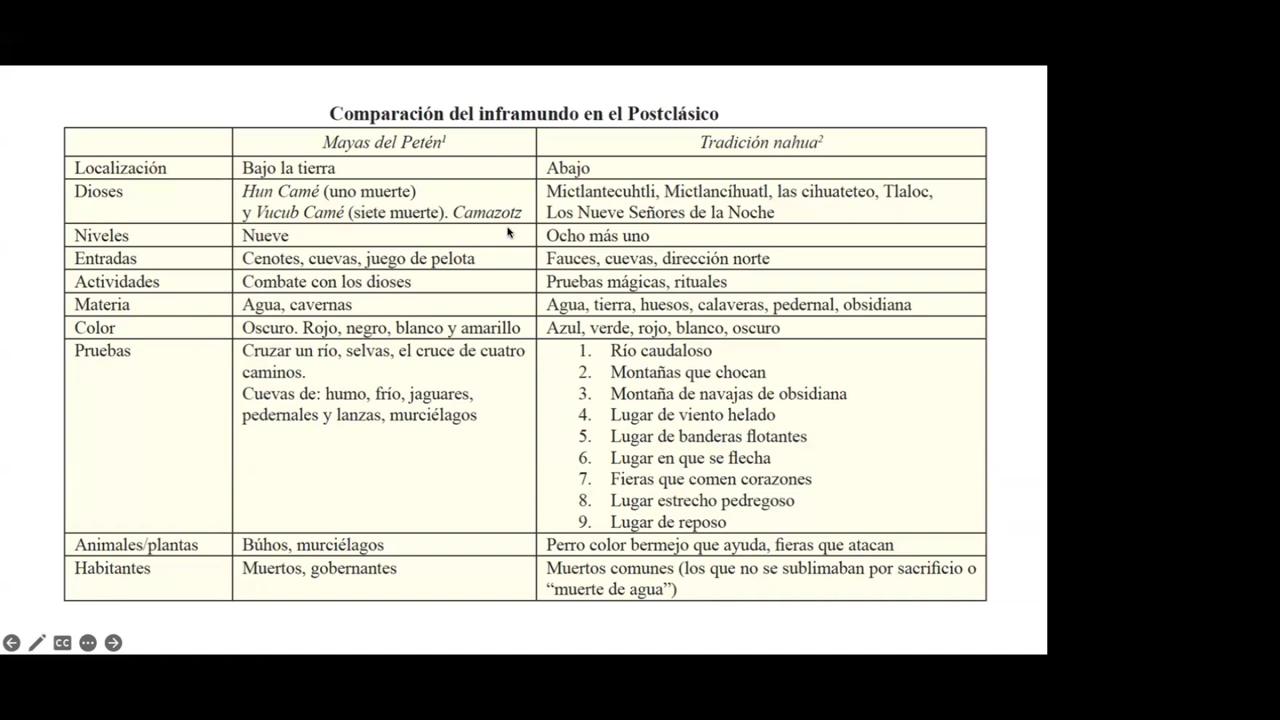 Comparación del inframundo en el Postclásico
Mayas del Petén¹ Tradición nahua²
Localización Bajo la tierra Abajo
Dioses Hun Camé (uno muerte) Mictlantecuhtli, Mictlancíhuatl, las cihuateteo, Tlaloc,
y Vucub Camé (siete muerte). Camazotz Los Nueve Señores de la Noche
Niveles Nueve Ocho más uno
Entradas Cenotes, cuevas, juego de pelota Fauces, cuevas, dirección norte
Actividades Combate con los dioses Pruebas mágicas, rituales
Materia Agua, cavernas Agua, tierra, huesos, calaveras, pedernal, obsidiana
Color Oscuro. Rojo, negro, blanco y amarillo Azul, verde, rojo, blanco, oscuro
Pruebas Cruzar un río, selvas, el cruce de cuatro 1. Río caudaloso
caminos. 2. Montañas que chocan
Cuevas de: humo, frío, jaguares, 3. Montaña de navajas de obsidiana
pedernales y lanzas, murciélagos 4. Lugar de viento helado
5. Lugar de banderas flotantes
6. Lugar en que se flecha
7. Fieras que comen corazones
8. Lugar estrecho pedregoso
9. Lugar de reposo
Animales/plantas Búhos, murciélagos Perro color bermejo que ayuda, fieras que atacan
Habitantes Muertos, gobernantes Muertos comunes (los que no se sublimaban por sacrificio o
“muerte de agua”)
CC